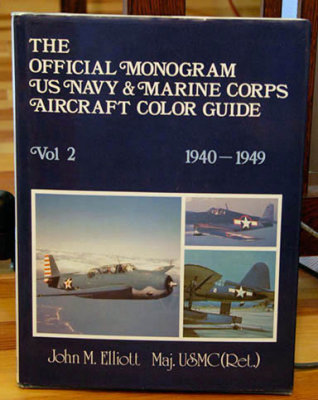 THE
OFFICIAL MONOGRAM
US NAVY & MARINE CORPS
AIRCRAFT COLOR GUIDE
Vol 2 1940-1949
John M. Elliott Maj. USMC(Ret.)